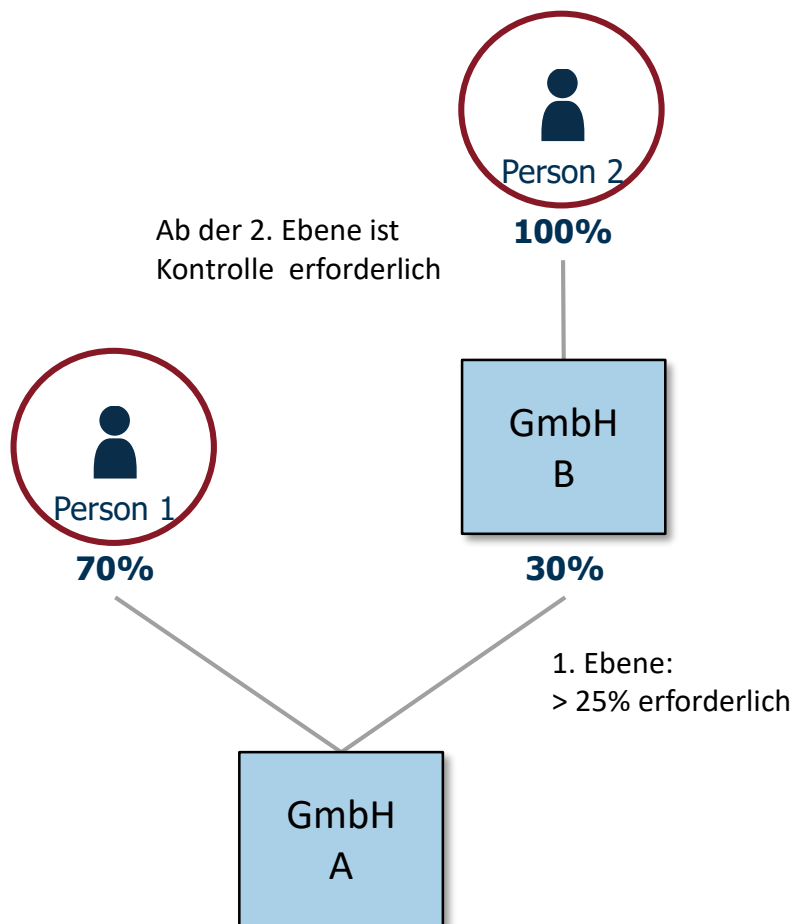 Person 2
100%
Ab der 2. Ebene ist
Kontrolle erforderlich
GmbH
B
Person 1
70%
30%
1. Ebene:
> 25% erforderlich
GmbH
A